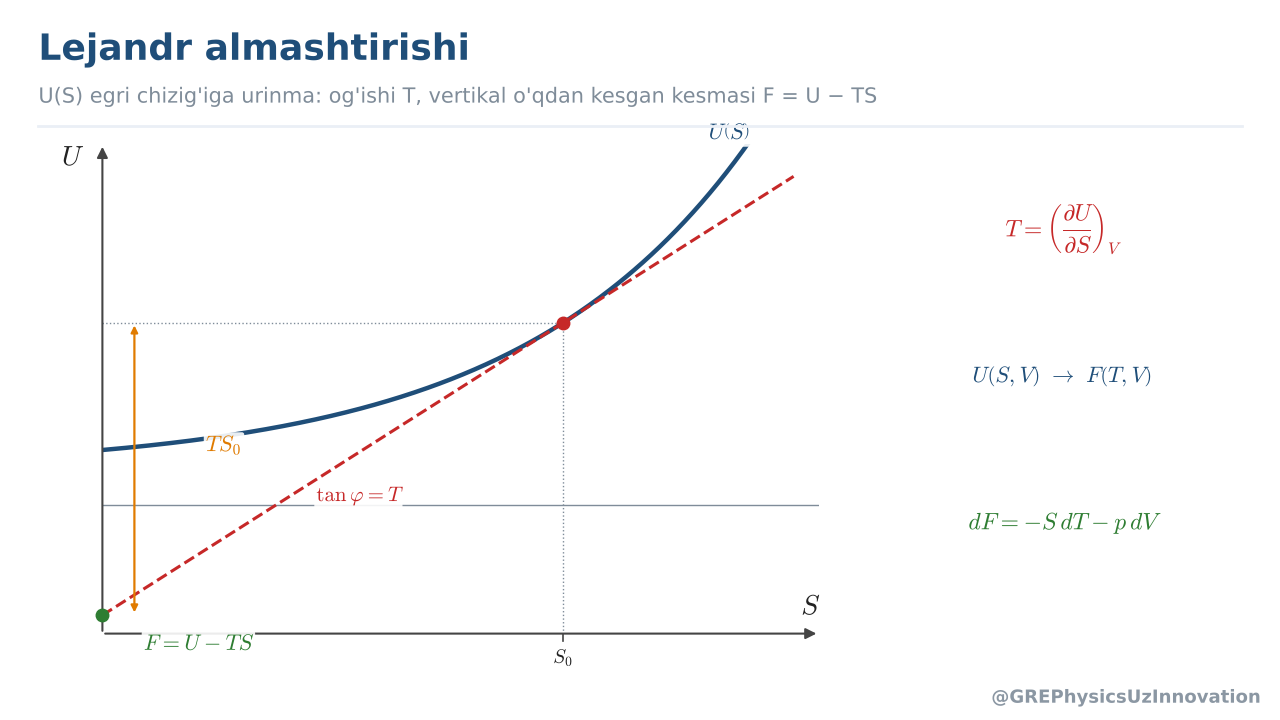 Lejandr almashtirishi
U(S) egri chizig'iga urinma: og'ishi T, vertikal o'qdan kesgan kesmasi F = U − TS
U(S)
U
T = (∂U/∂S)_V
U(S, V) → F(T, V)
TS₀
tan φ = T
dF = −S dT − p dV
S
F = U − TS
S₀
@GREPhysicsUzInnovation